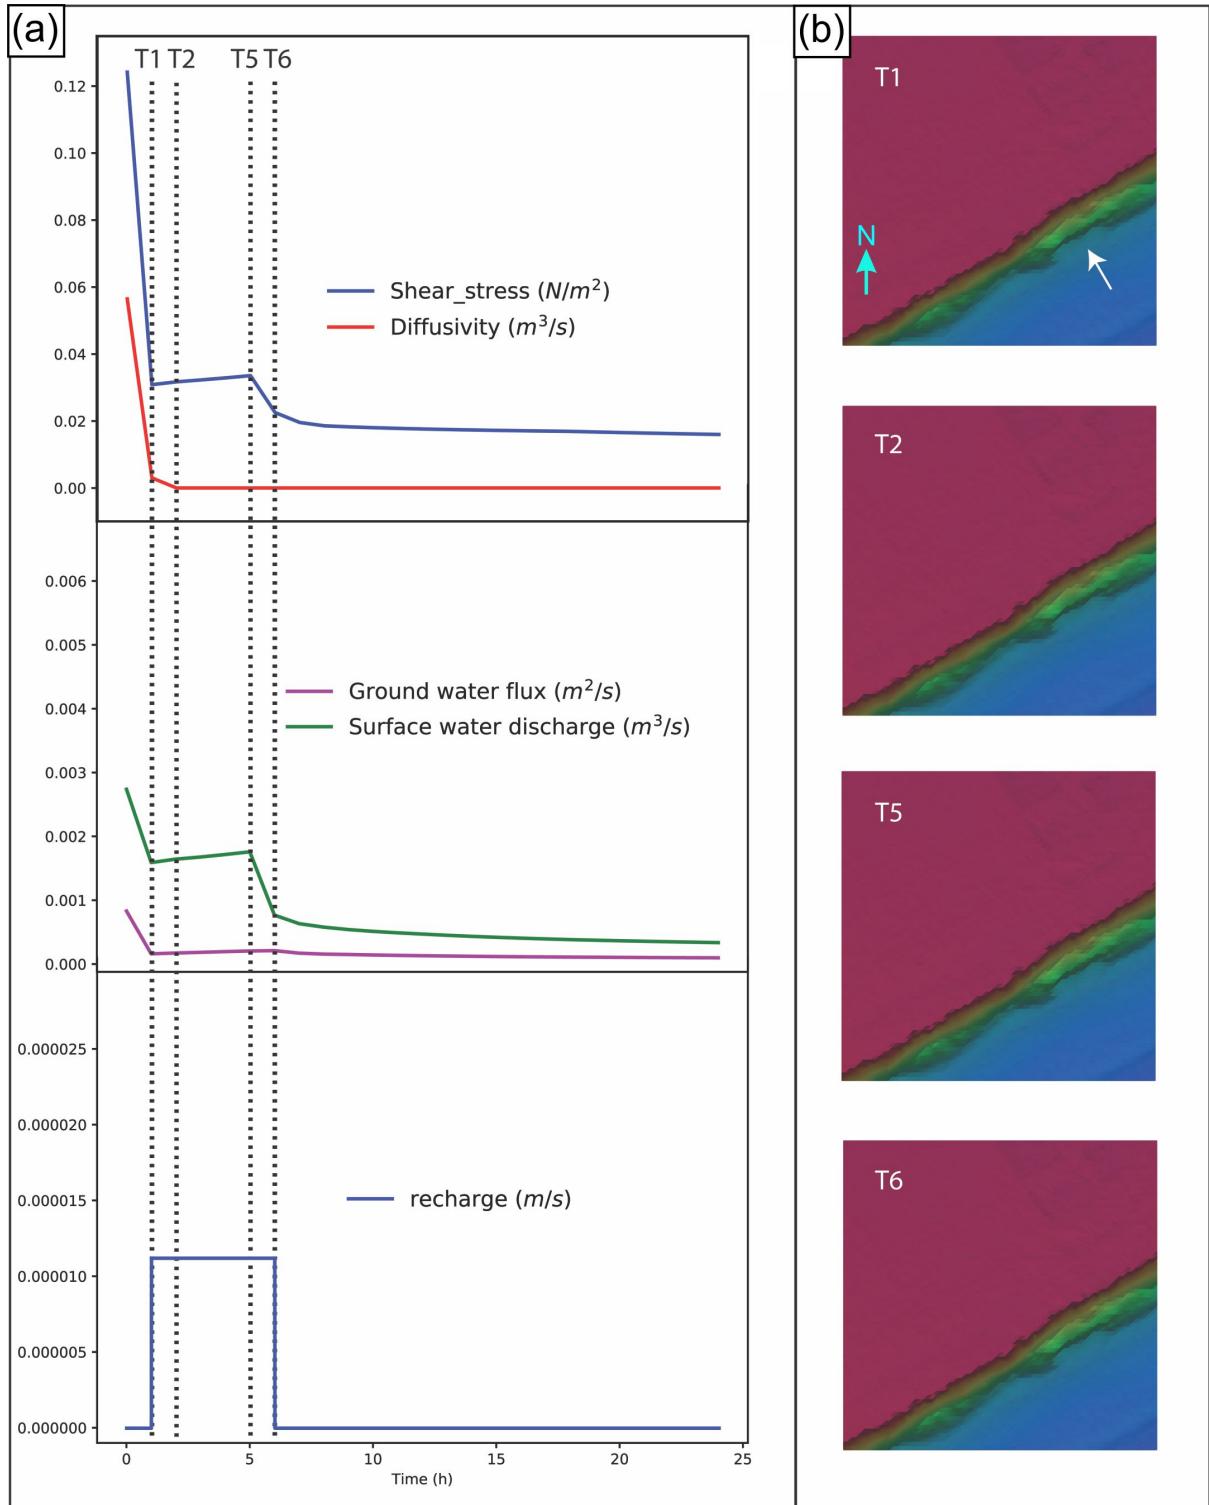 (a)
T1 T2 T5 T6
0.12
0.10
0.08
0.06
0.04
0.02
0.00
Shear_stress (N/m²)
Diffusivity (m³/s)
0.006
0.005
0.004
0.003
0.002
0.001
0.000
Ground water flux (m²/s)
Surface water discharge (m³/s)
0.000025
0.000020
0.000015
0.000010
0.000005
0.000000
recharge (m/s)
0 5 10 15 20 25
Time (h)
(b)
T1
N
T2
T5
T6